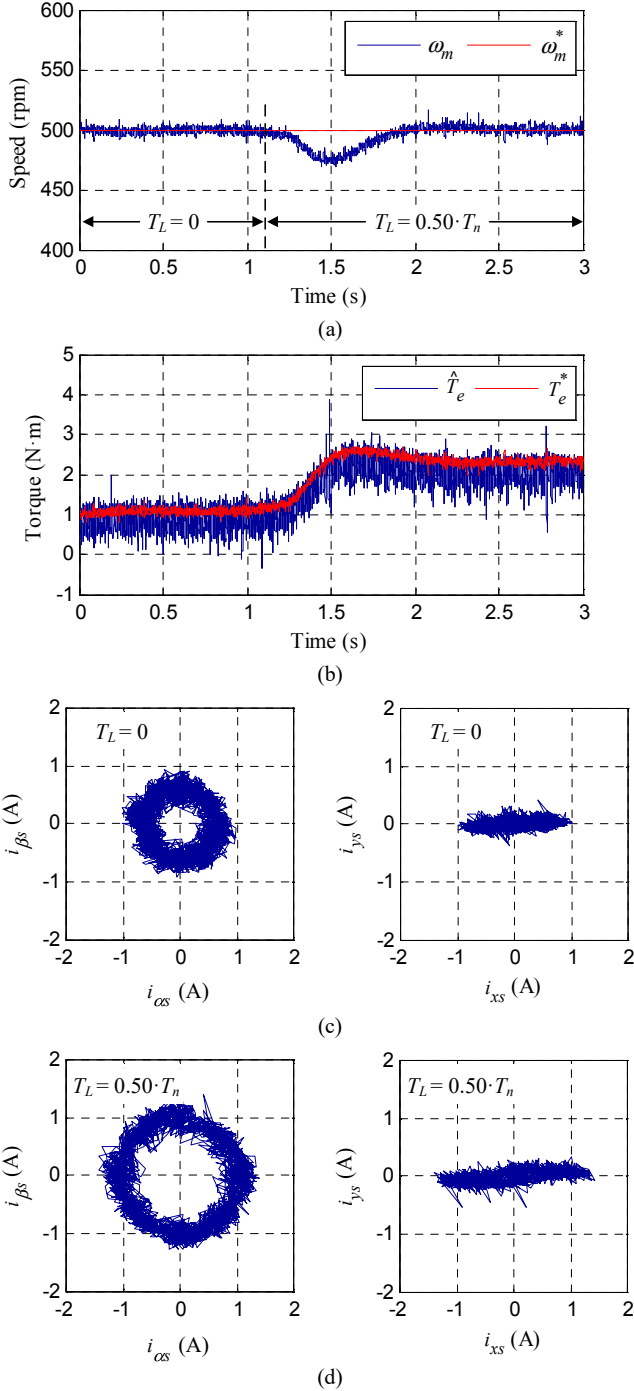 600
550
500
450
400
Speed (rpm)
ω_m ω_m^*
T_L = 0
T_L = 0.50·T_n
0 0.5 1 1.5 2 2.5 3
Time (s)
(a)
5
4
3
2
1
0
-1
Torque (N·m)
T̂_e T_e^*
0 0.5 1 1.5 2 2.5 3
Time (s)
(b)
2
1
0
-1
-2
i_βs (A)
T_L = 0
-2 -1 0 1 2
i_αs (A)
2
1
0
-1
-2
i_ys (A)
T_L = 0
-2 -1 0 1 2
i_xs (A)
(c)
2
1
0
-1
-2
i_βs (A)
T_L = 0.50·T_n
-2 -1 0 1 2
i_αs (A)
2
1
0
-1
-2
i_ys (A)
T_L = 0.50·T_n
-2 -1 0 1 2
i_xs (A)
(d)